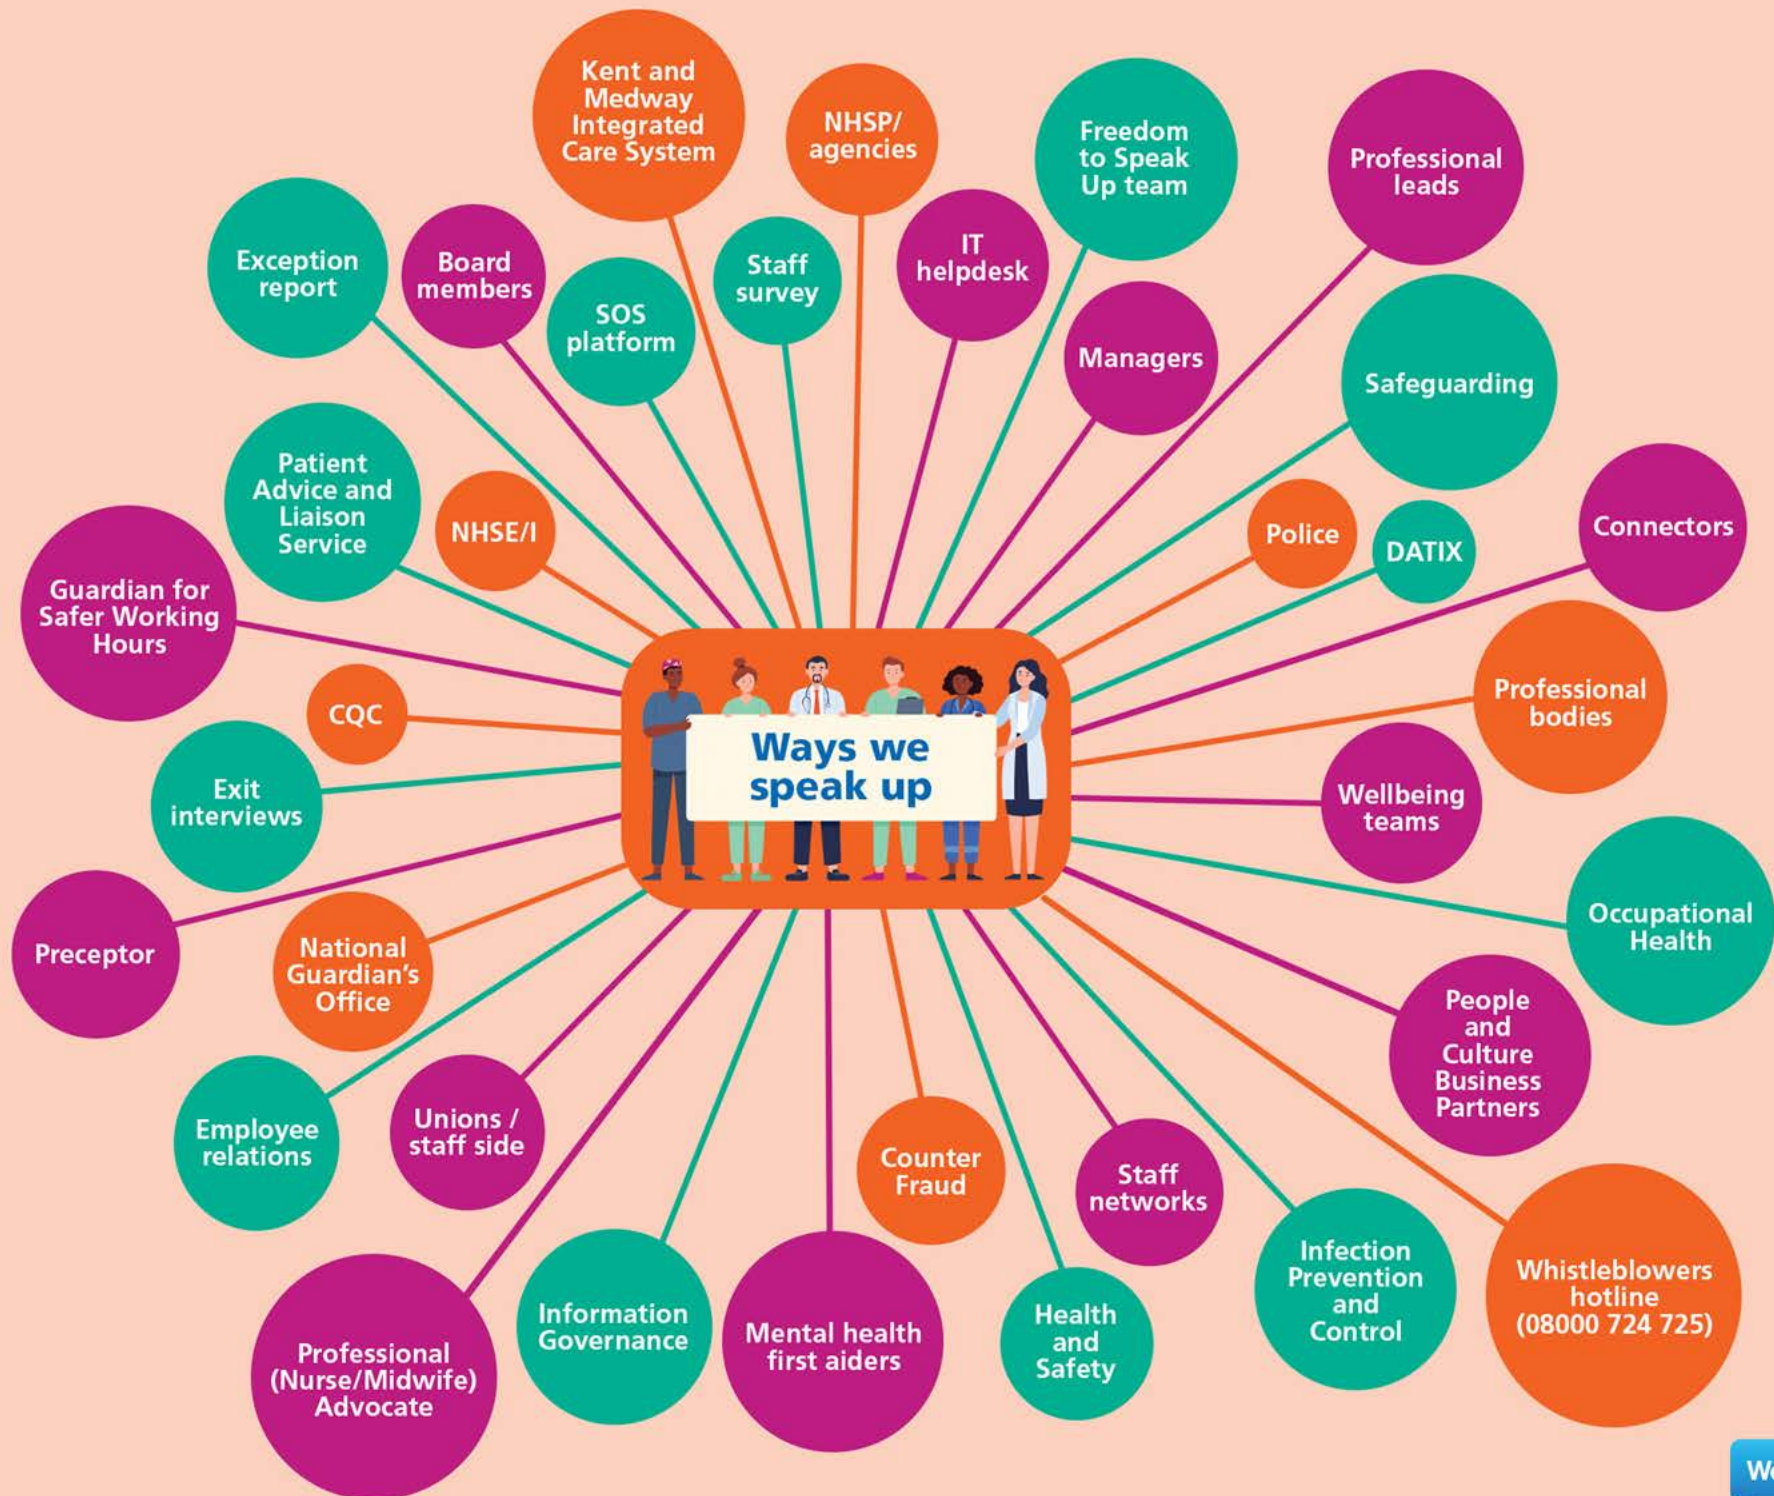 Kent and
Medway
Integrated
Care System
NHSP/
agencies
Freedom
to Speak
Up team
Professional
leads
Exception
report
Board
members
SOS
platform
Staff
survey
IT
helpdesk
Managers
Safeguarding
Patient
Advice and
Liaison
Service
NHSE/I
Police
DATIX
Connectors
Guardian for
Safer Working
Hours
CQC
Professional
bodies
Ways we
speak up
Exit
interviews
Wellbeing
teams
Preceptor
National
Guardian's
Office
Occupational
Health
People
and
Culture
Business
Partners
Employee
relations
Unions /
staff side
Counter
Fraud
Staff
networks
Professional
(Nurse/Midwife)
Advocate
Information
Governance
Mental health
first aiders
Health
and
Safety
Infection
Prevention
and
Control
Whistleblowers
hotline
(08000 724 725)